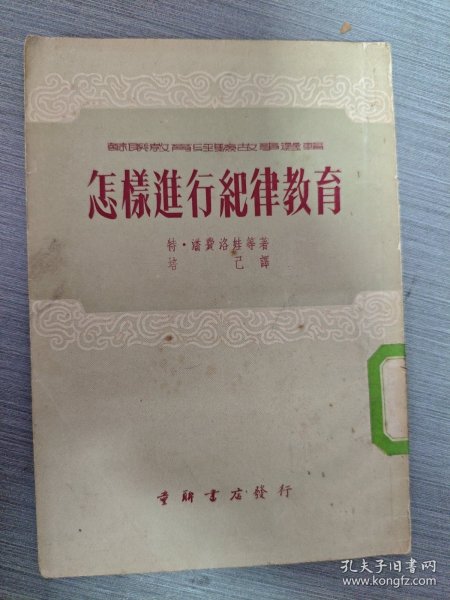 蘇联教育経驗故事選輯
怎樣進行紀律教育
特·潘費洛娃等著
培己譯
童聯書店發行
孔夫子旧书网
www.kongfz.com